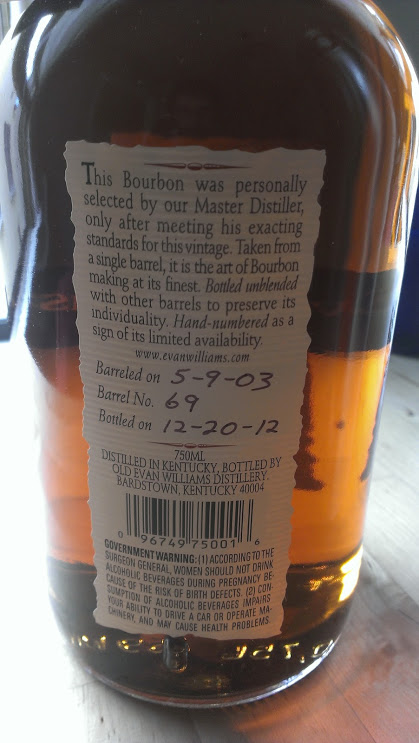 This Bourbon was personally
selected by our Master Distiller,
only after meeting his exacting
standards for this vintage. Taken from
a single barrel, it is the art of Bourbon
making at its finest. Bottled unblended
with other barrels to preserve its
individuality. Hand-numbered as a
sign of its limited availability.
www.evanwilliams.com
Barreled on 5-9-03
Barrel No. 69
Bottled on 12-20-12
750ML
DISTILLED IN KENTUCKY, BOTTLED BY
OLD EVAN WILLIAMS DISTILLERY.
BARDSTOWN, KENTUCKY 40004
0 96749 75001 6
GOVERNMENT WARNING: (1) ACCORDING TO THE
SURGEON GENERAL, WOMEN SHOULD NOT DRINK
ALCOHOLIC BEVERAGES DURING PREGNANCY BE-
CAUSE OF THE RISK OF BIRTH DEFECTS. (2) CON-
SUMPTION OF ALCOHOLIC BEVERAGES IMPAIRS
YOUR ABILITY TO DRIVE A CAR OR OPERATE MA-
CHINERY, AND MAY CAUSE HEALTH PROBLEMS.